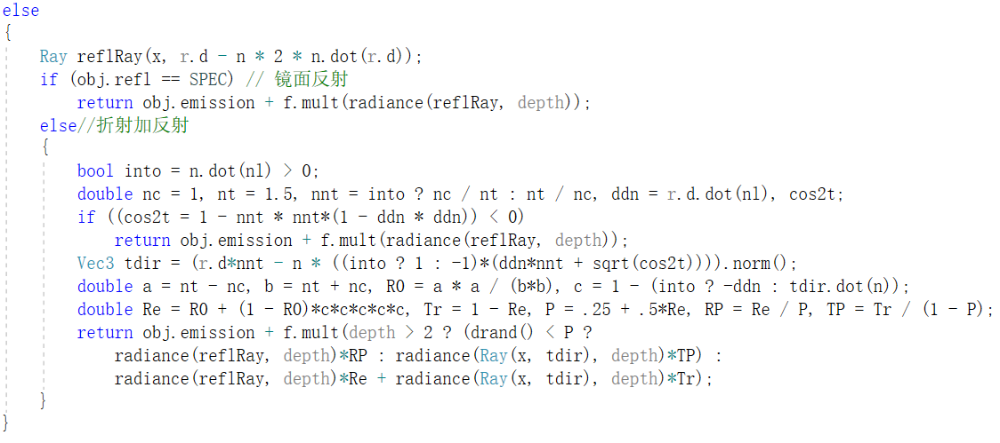 else
{
    Ray reflRay(x, r.d - n * 2 * n.dot(r.d));
    if (obj.refl == SPEC) // 镜面反射
        return obj.emission + f.mult(radiance(reflRay, depth));
    else//折射加反射
    {
        bool into = n.dot(nl) > 0;
        double nc = 1, nt = 1.5, nnt = into ? nc / nt : nt / nc, ddn = r.d.dot(nl), cos2t;
        if ((cos2t = 1 - nnt * nnt*(1 - ddn * ddn)) < 0)
            return obj.emission + f.mult(radiance(reflRay, depth));
        Vec3 tdir = (r.d*nnt - n * ((into ? 1 : -1)*(ddn*nnt + sqrt(cos2t)))).norm();
        double a = nt - nc, b = nt + nc, R0 = a * a / (b*b), c = 1 - (into ? -ddn : tdir.dot(n));
        double Re = R0 + (1 - R0)*c*c*c*c*c, Tr = 1 - Re, P = .25 + .5*Re, RP = Re / P, TP = Tr / (1 - P);
        return obj.emission + f.mult(depth > 2 ? (drand() < P ?
            radiance(reflRay, depth)*RP : radiance(Ray(x, tdir), depth)*TP) :
            radiance(reflRay, depth)*Re + radiance(Ray(x, tdir), depth)*Tr);
    }
}